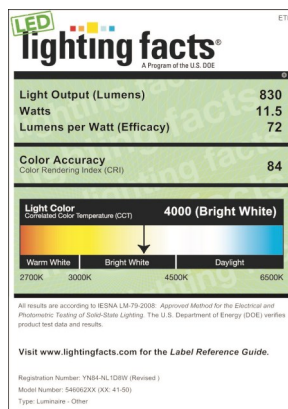 ETL
LED
lighting facts®
A Program of the U.S. DOE
Light Output (Lumens) 830
Watts 11.5
Lumens per Watt (Efficacy) 72
Color Accuracy
Color Rendering Index (CRI) 84
Light Color
Correlated Color Temperature (CCT) 4000 (Bright White)
Warm White Bright White Daylight
2700K 3000K 4500K 6500K
All results are according to IESNA LM-79-2008: Approved Method for the Electrical and
Photometric Testing of Solid-State Lighting. The U.S. Department of Energy (DOE) verifies
product test data and results.
Visit www.lightingfacts.com for the Label Reference Guide.
Registration Number: YN84-NL1D8W (Revised )
Model Number: 546062XX (XX: 41-50)
Type: Luminaire - Other